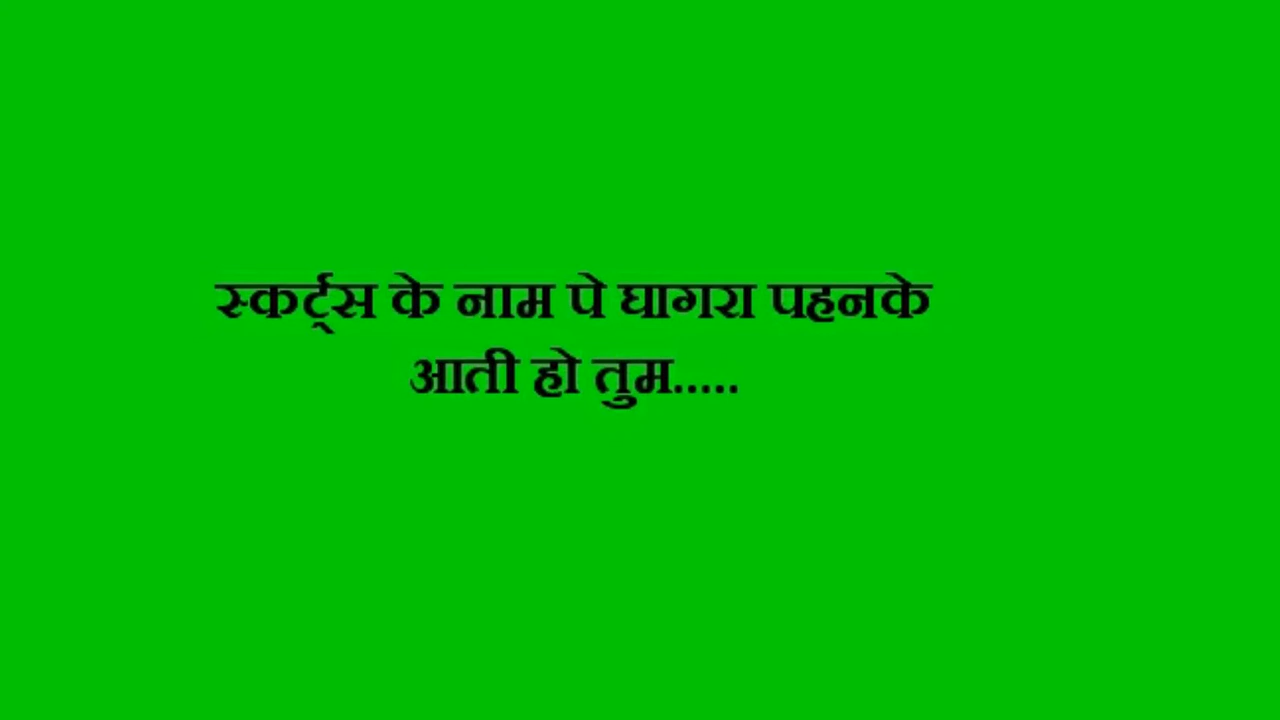 स्कर्ट्स के नाम पे घागरा पहनके
आती हो तुम.....